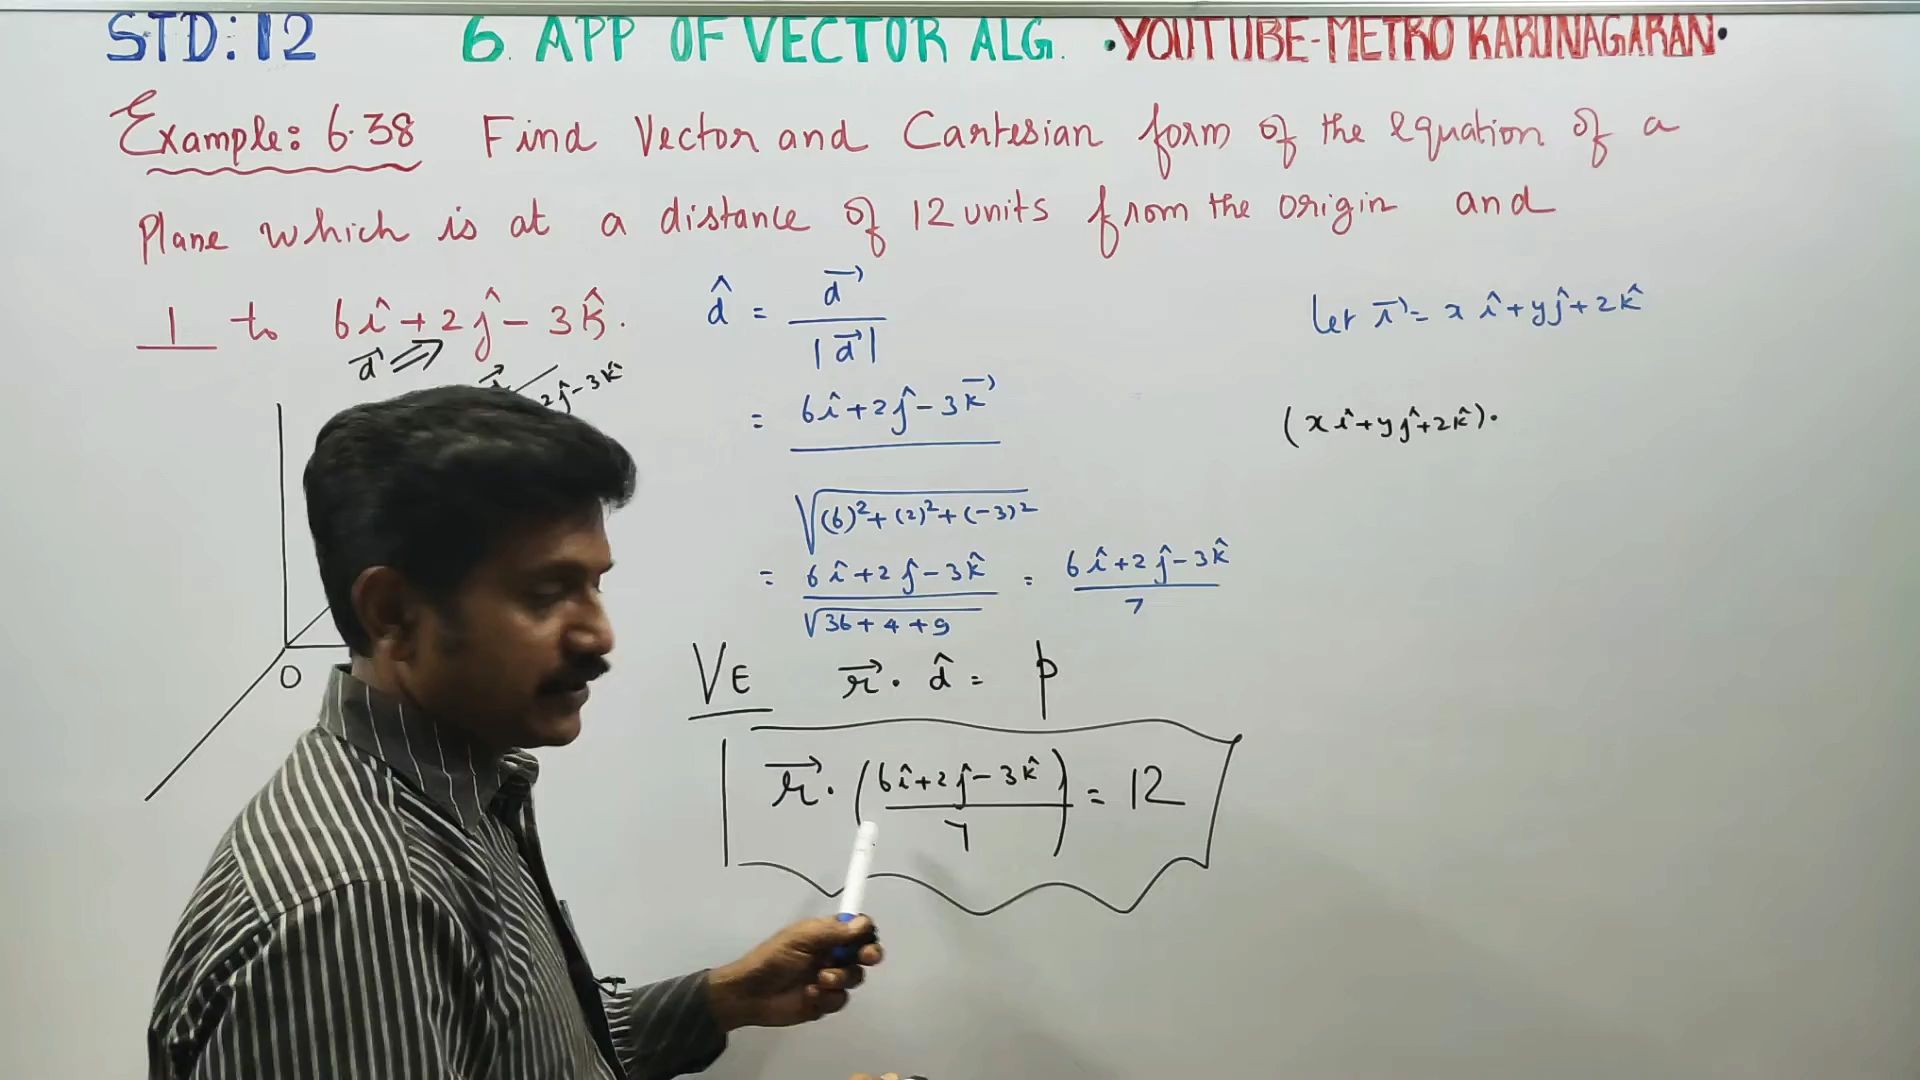 STD:12 6. APP OF VECTOR ALG. •YOUTUBE-METRO KARUNAGARAN•
Example: 6.38 Find Vector and Cartesian form of the equation of a
Plane which is at a distance of 12 units from the origin and
⊥ to 6î+2ĵ-3k̂.
d⃗ ⇒
2ĵ-3k̂
O
d̂ = d⃗ / |d⃗|
= 6î+2ĵ-3k⃗
√(6)²+(2)²+(-3)²
= 6î+2ĵ-3k̂ / √36+4+9 = 6î+2ĵ-3k̂ / 7
VE r⃗. d̂ = p
r⃗. (6î+2ĵ-3k̂ / 7) = 12
let r⃗ = xî+yĵ+zk̂
(xî+yĵ+zk̂).